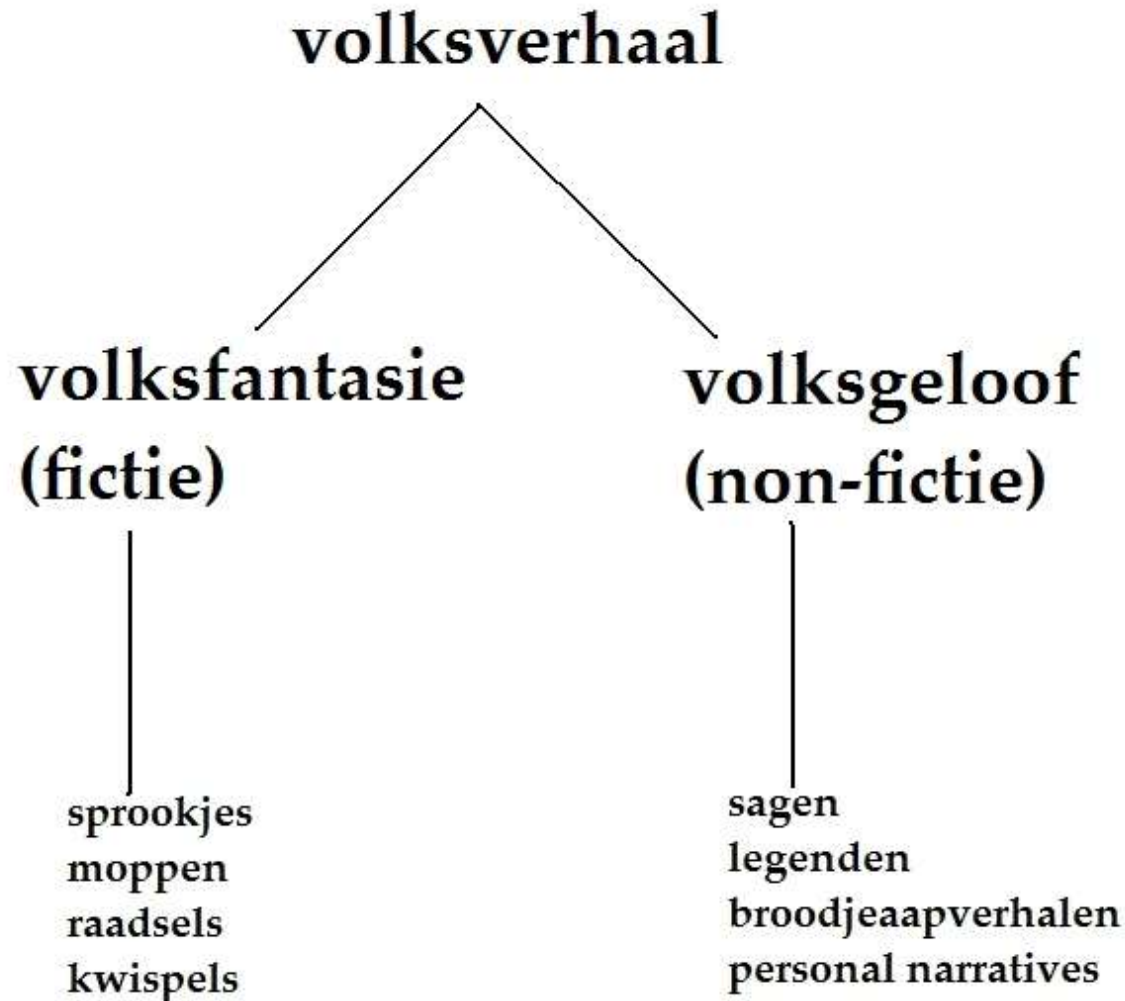 volksverhaal
volksfantasie
(fictie)
volksgeloof
(non-fictie)
sprookjes
moppen
raadsels
kwispels
sagen
legenden
broodjeaapverhalen
personal narratives